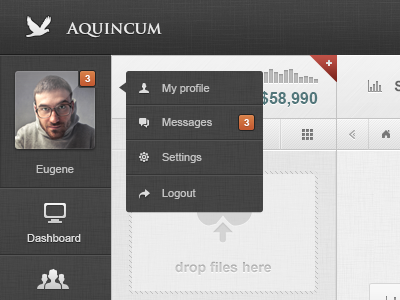 AQUINCUM
3
My profile
$58,990
Messages 3
Eugene
Settings
Logout
Dashboard
drop files here